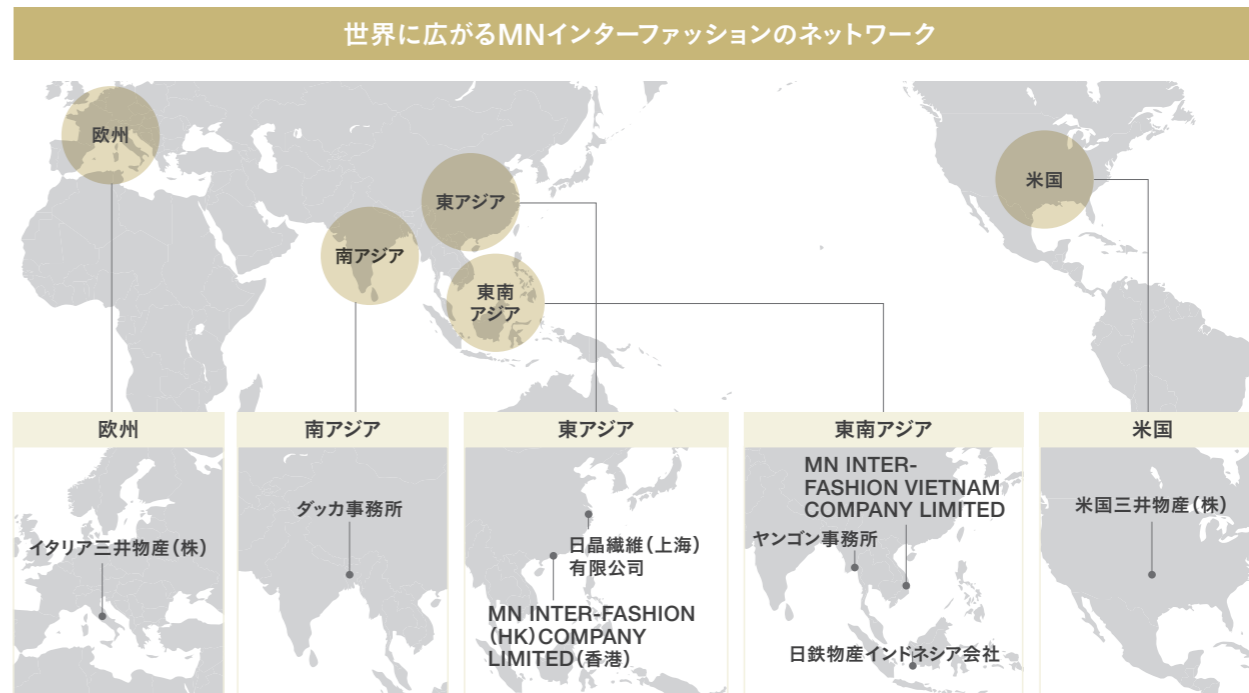 世界に広がるMNインターファッションのネットワーク
欧州
南アジア
東アジア
東南
アジア
米国
欧州
イタリア三井物産(株)
南アジア
ダッカ事務所
東アジア
日晶繊維(上海)
有限公司
MN INTER-FASHION
(HK)COMPANY
LIMITED(香港)
東南アジア
MN INTER-
FASHION VIETNAM
COMPANY LIMITED
ヤンゴン事務所
日鉄物産インドネシア会社
米国
米国三井物産(株)